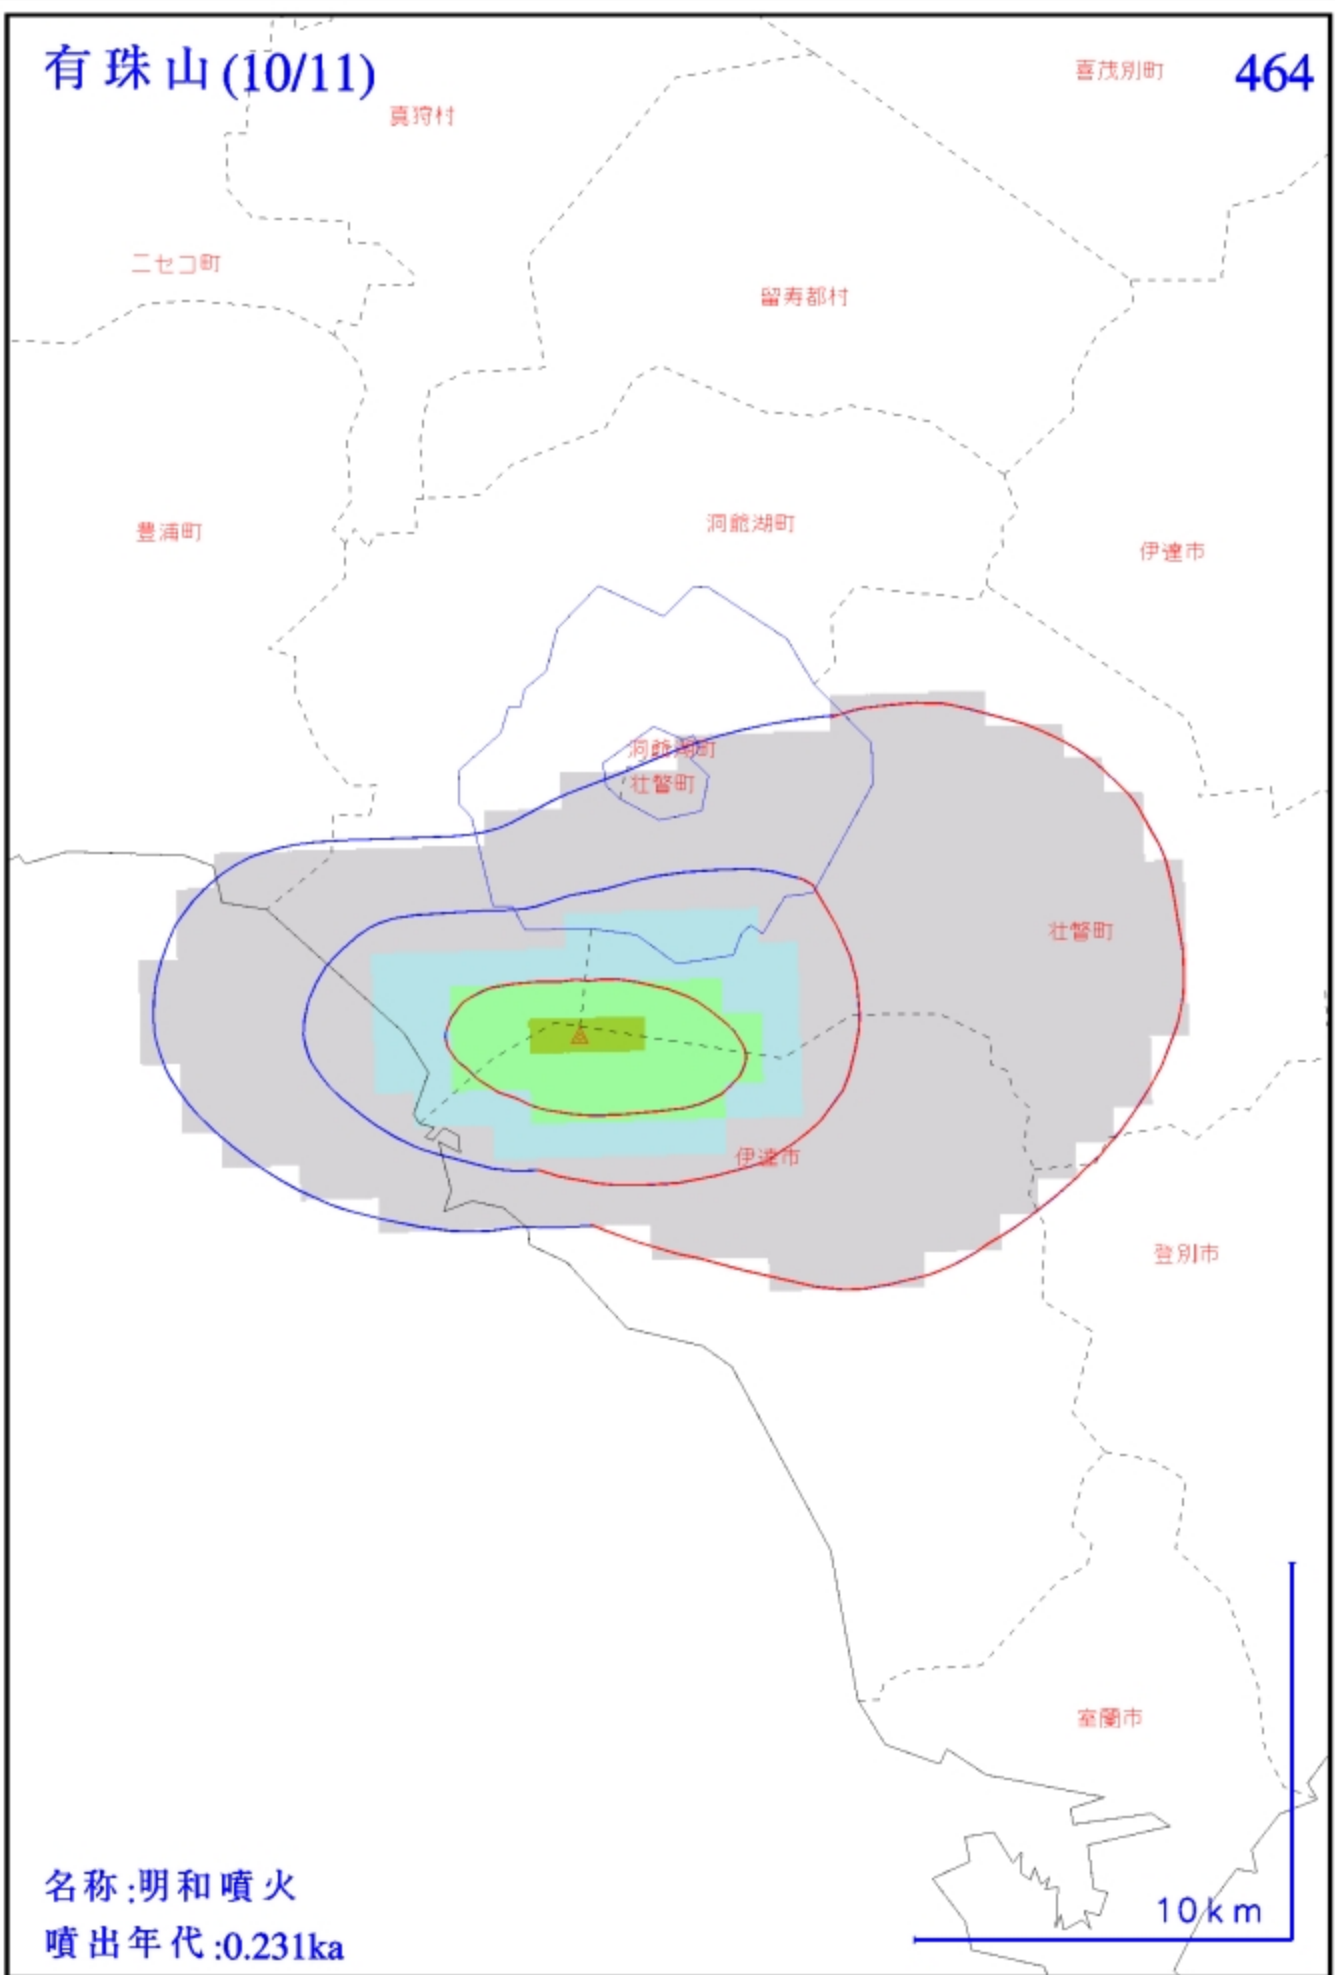 有珠山(10/11)
464
喜茂別町
真狩村
ニセコ町
留寿都村
豊浦町
洞爺湖町
伊達市
洞爺湖町
壮瞥町
壮瞥町
伊達市
登別市
室蘭市
名称:明和噴火
10km
噴出年代:0.231ka